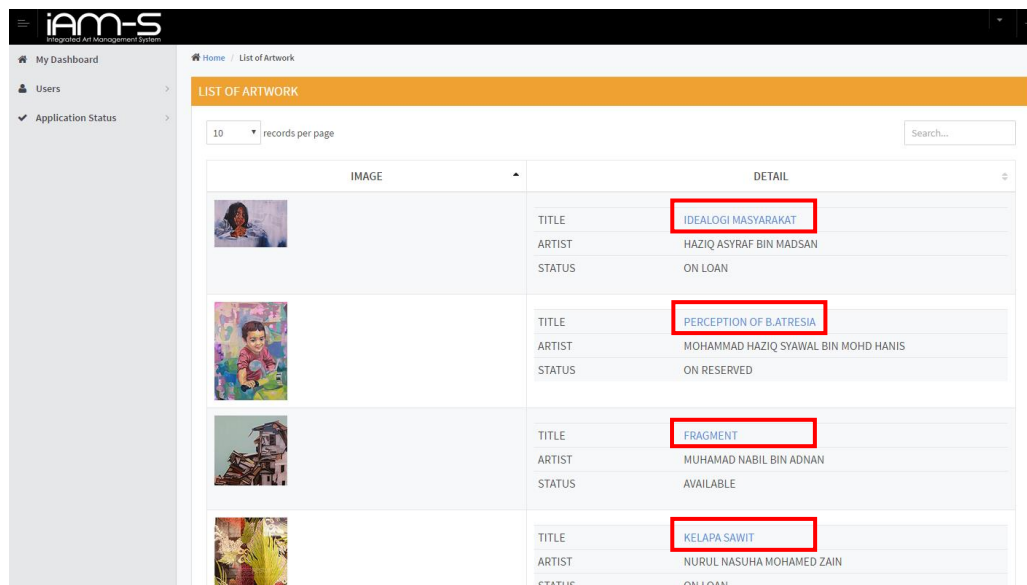 iAM-S
Integrated Art Management System
My Dashboard
Users
Application Status
Home / List of Artwork
LIST OF ARTWORK
10 records per page
Search...
IMAGE DETAIL
TITLE IDEALOGI MASYARAKAT
ARTIST HAZIQ ASYRAF BIN MADSAN
STATUS ON LOAN
TITLE PERCEPTION OF B.ATRESIA
ARTIST MOHAMMAD HAZIQ SYAWAL BIN MOHD HANIS
STATUS ON RESERVED
TITLE FRAGMENT
ARTIST MUHAMAD NABIL BIN ADNAN
STATUS AVAILABLE
TITLE KELAPA SAWIT
ARTIST NURUL NASUHA MOHAMED ZAIN
STATUS ON LOAN